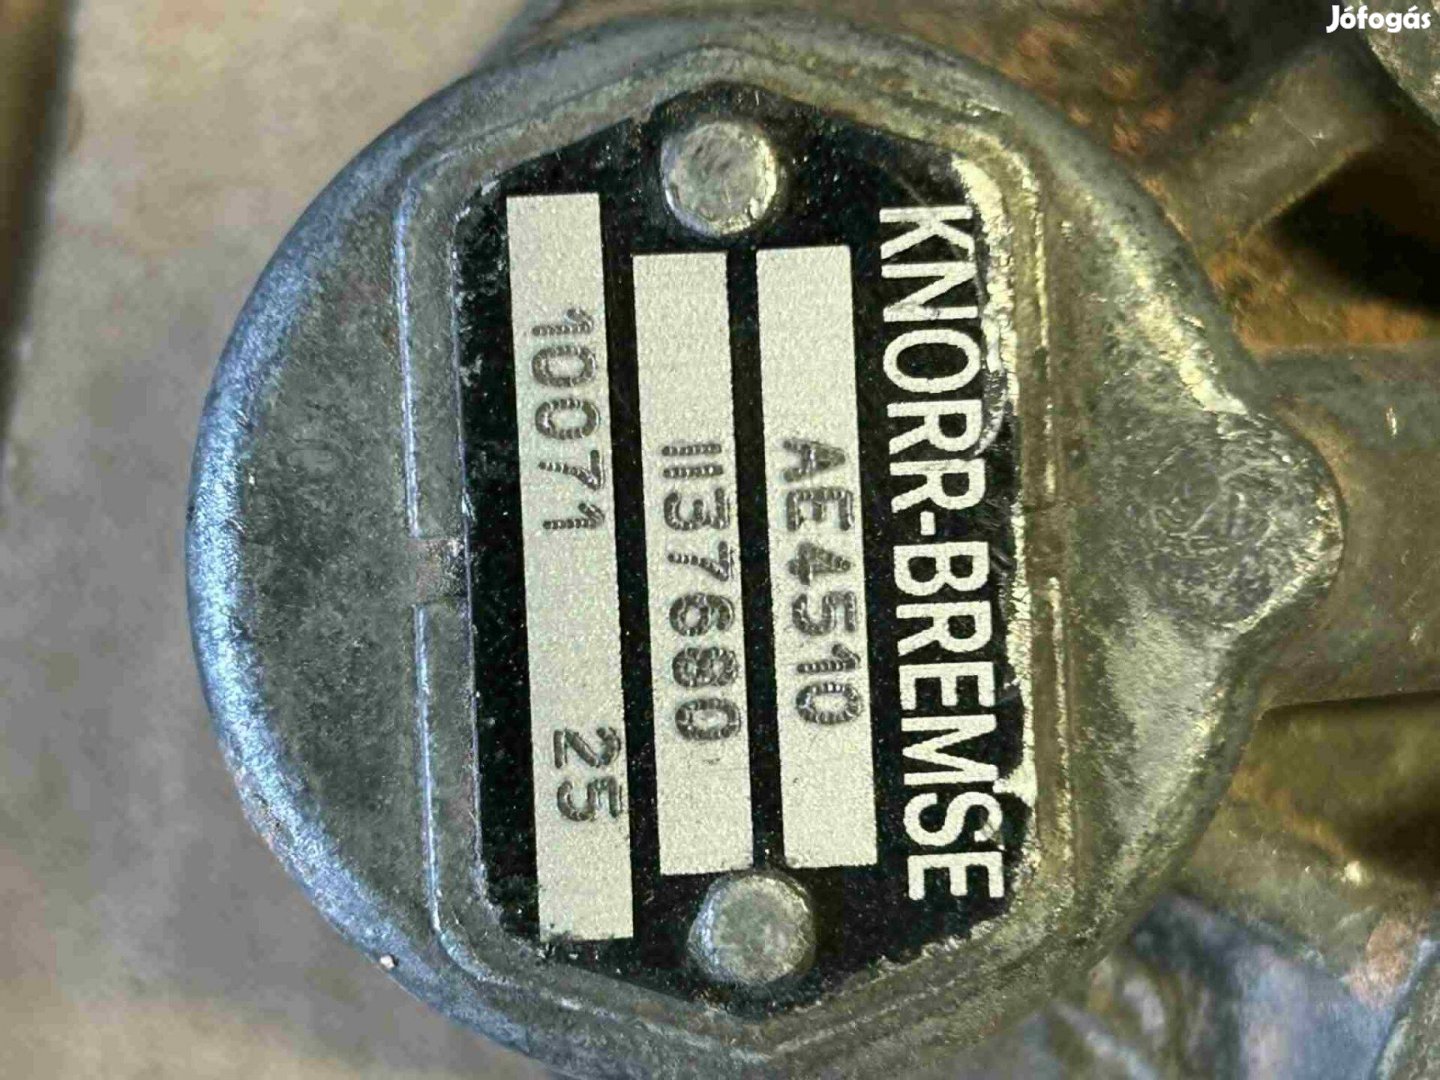 Jófogás
KNORR-BREMSE
AE4510
II37680
10071 25